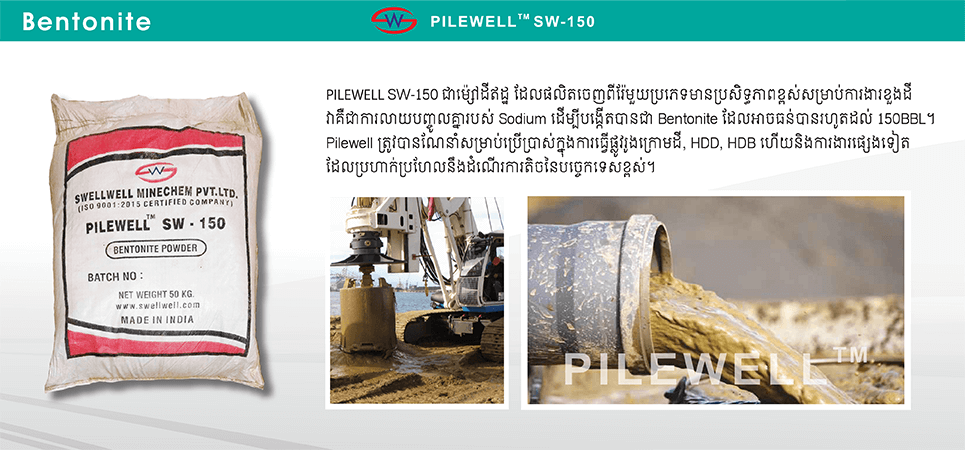 Bentonite
SW PILEWELL™ SW-150
PILEWELL SW-150 ជាម៉្សៅដីឥដ្ឋ ដែលផលិតចេញពីរ៉ែមួយប្រភេទមានប្រសិទ្ធភាពខ្ពស់សម្រាប់ការងារខួងដី
វាគឺជាការលាយបញ្ចូលគ្នារបស់ Sodium ដើម្បីបង្កើតបានជា Bentonite ដែលអាចធន់បានរហូតដល់ 150BBL។
Pilewell ត្រូវបានណែនាំសម្រាប់ប្រើប្រាស់ក្នុងការធ្វើផ្លូវរូងក្រោមដី, HDD, HDB ហើយនិងការងារផ្សេងទៀត
ដែលប្រហាក់ប្រហែលនឹងដំណើរការតិចនៃបច្ចេកទេសខ្ពស់។
SW
SWELLWELL MINECHEM PVT.LTD.
(ISO 9001:2015 CERTIFIED COMPANY)
PILEWELL™ SW - 150
BENTONITE POWDER
BATCH NO :
NET WEIGHT 50 KG.
www.swellwell.com
MADE IN INDIA
PILEWELL™